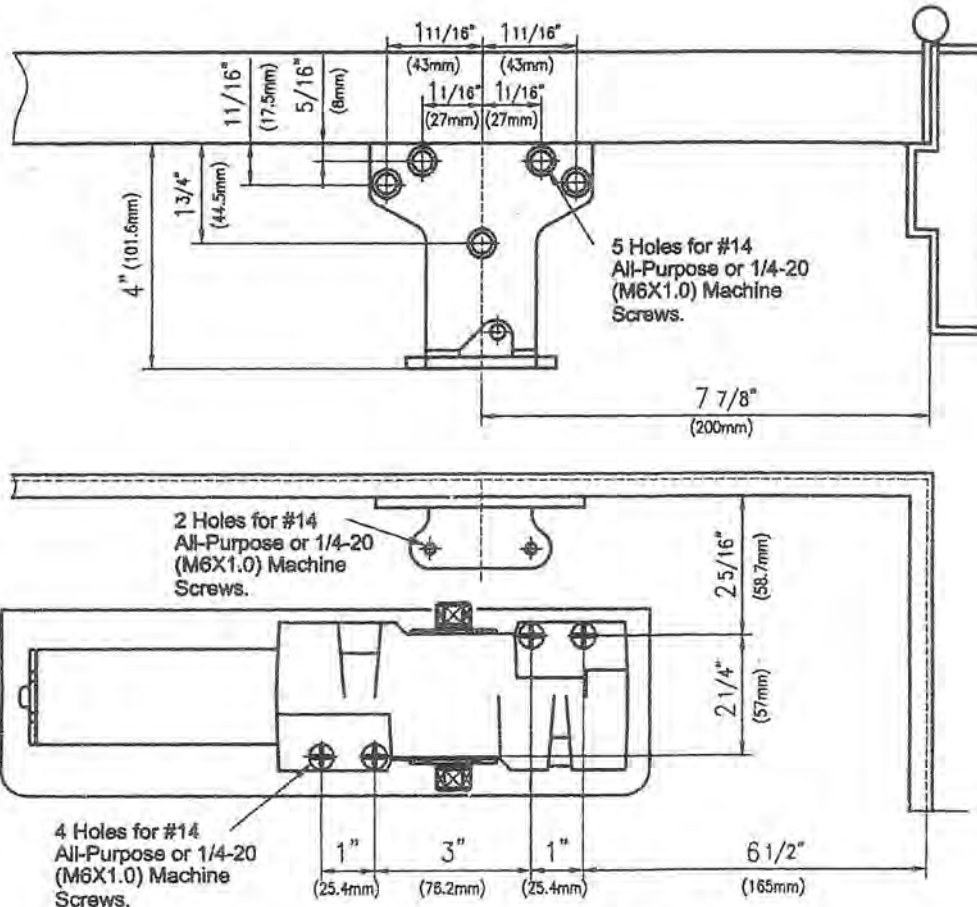 1 11/16" 1 11/16"
(43mm) (43mm)
1 1/16" 1 1/16"
(27mm) (27mm)
11/16"
(17.5mm)
5/16"
(8mm)
1 3/4"
(44.5mm)
4" (101.6mm)
5 Holes for #14
All-Purpose or 1/4-20
(M6X1.0) Machine
Screws.
7 7/8"
(200mm)
2 Holes for #14
All-Purpose or 1/4-20
(M6X1.0) Machine
Screws.
2 5/16"
(58.7mm)
2 1/4"
(57mm)
4 Holes for #14
All-Purpose or 1/4-20
(M6X1.0) Machine
Screws.
1" 3" 1" 6 1/2"
(25.4mm) (76.2mm) (25.4mm) (165mm)